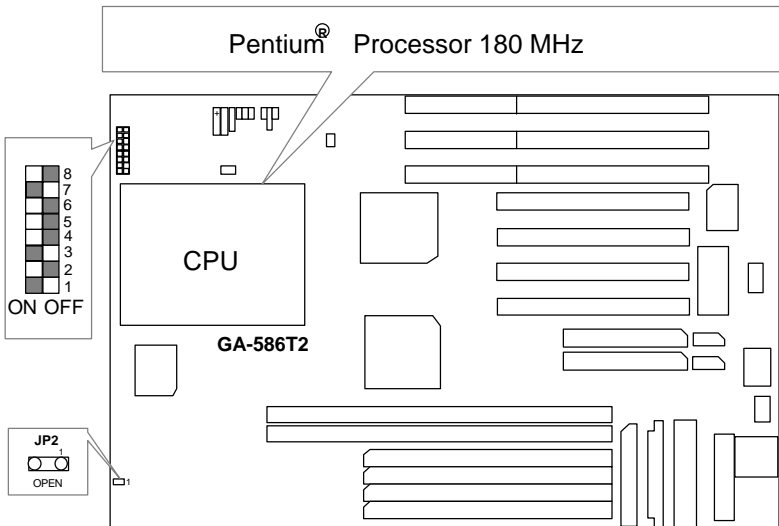 Pentium® Processor 180 MHz
+
8
7
6
5
4
3
2
1
ON OFF
CPU
GA-586T2
JP2
1
OPEN
1